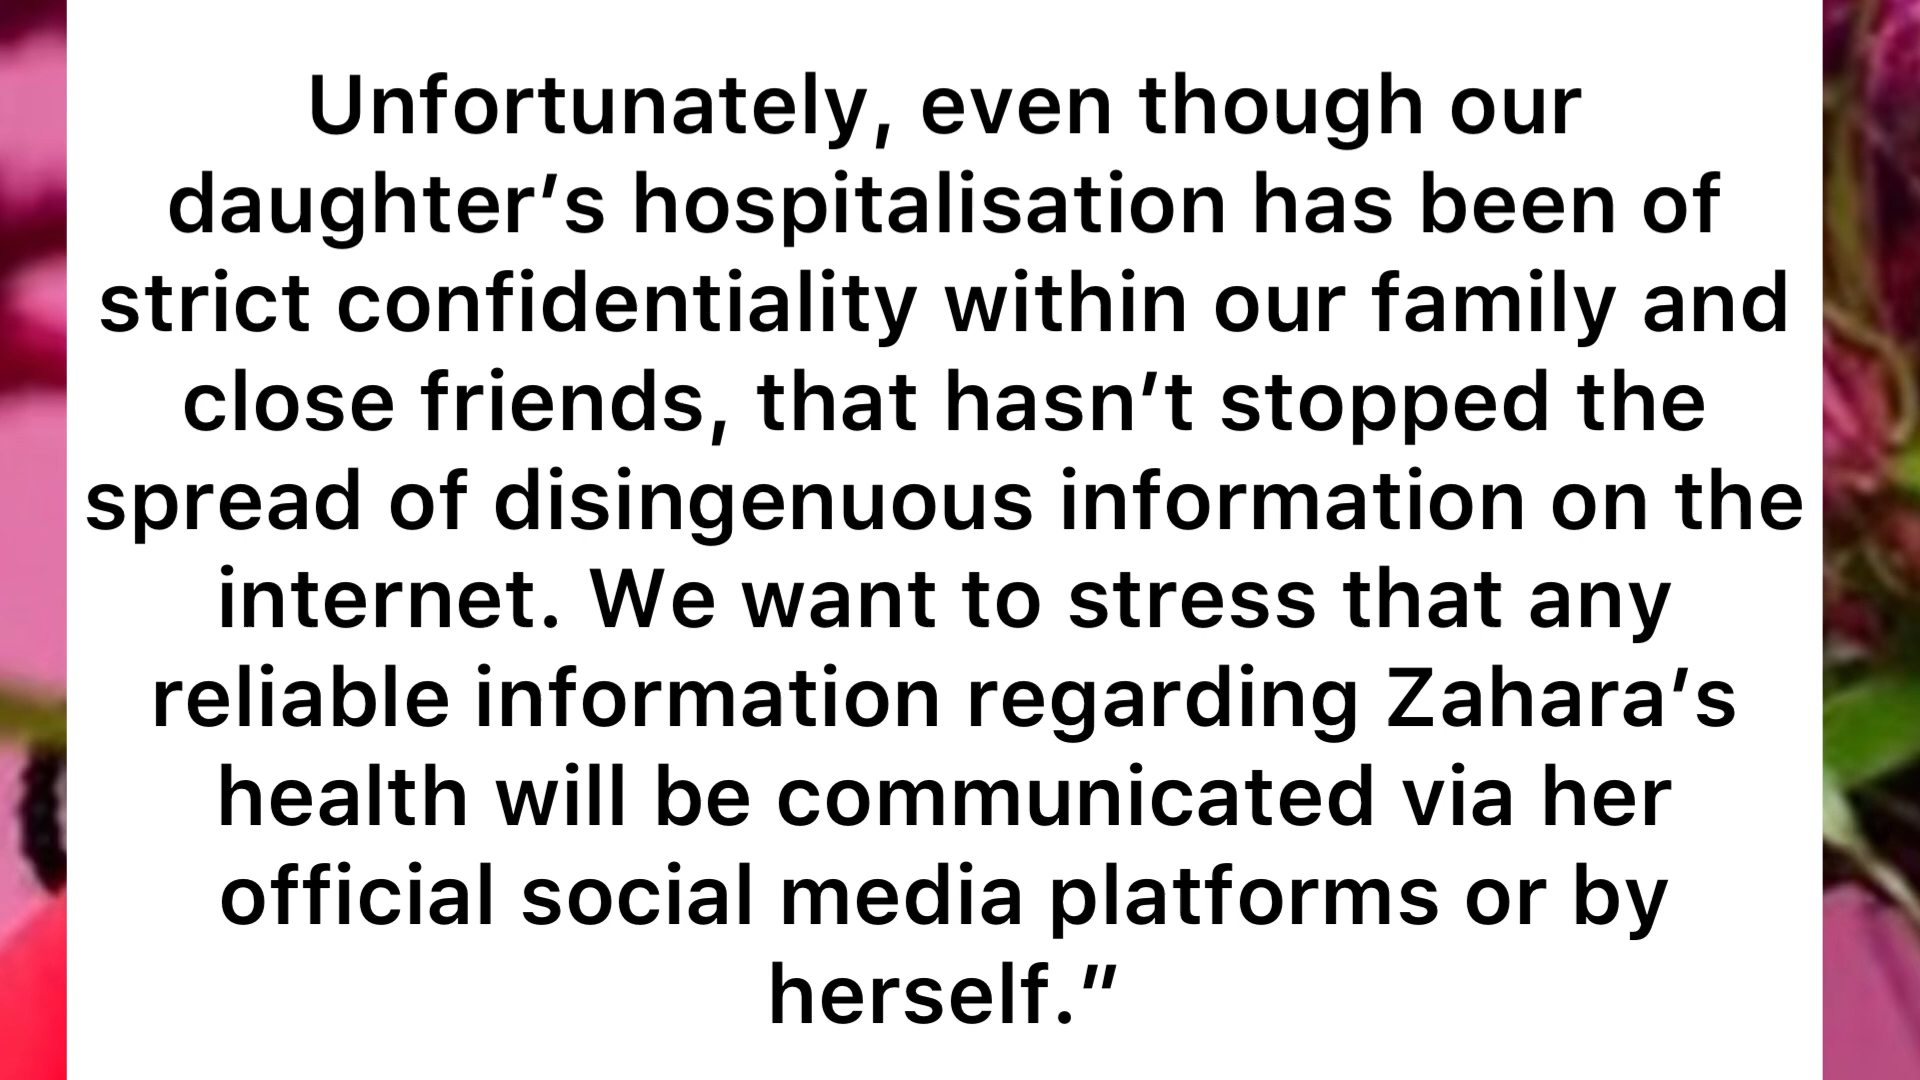 Unfortunately, even though our
daughter’s hospitalisation has been of
strict confidentiality within our family and
close friends, that hasn’t stopped the
spread of disingenuous information on the
internet. We want to stress that any
reliable information regarding Zahara’s
health will be communicated via her
official social media platforms or by
herself.”